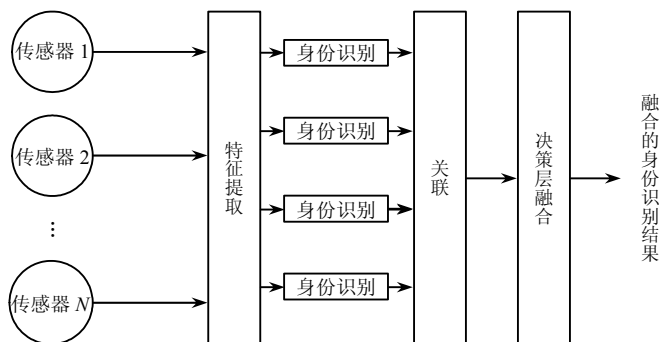 传感器 1
传感器 2
⋮
传感器 N
特征提取
身份识别
身份识别
身份识别
身份识别
关联
决策层融合
融合的身份识别结果